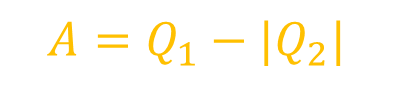 A = Q₁ − |Q₂|